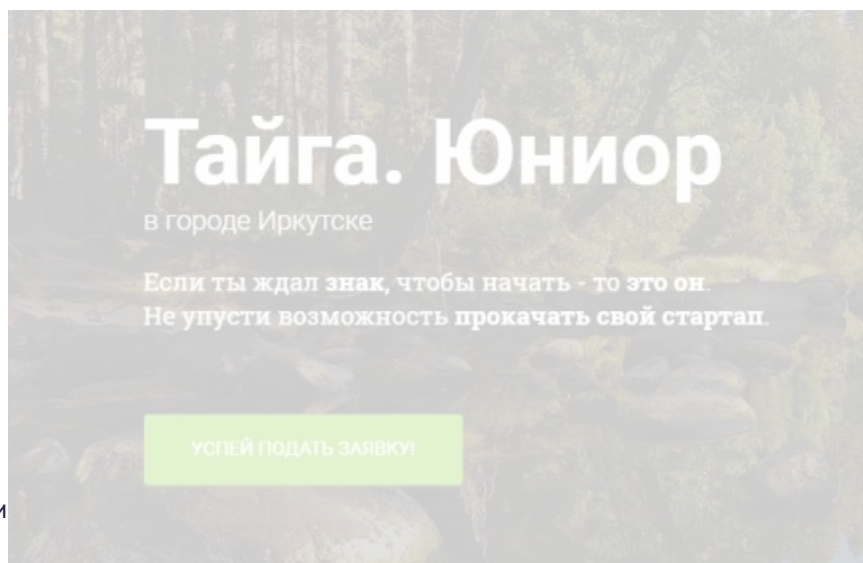 Тайга. Юниор
в городе Иркутске
Если ты ждал знак, чтобы начать - то это он.
Не упусти возможность прокачать свой стартап.
УСПЕЙ ПОДАТЬ ЗАЯВКУ!
и